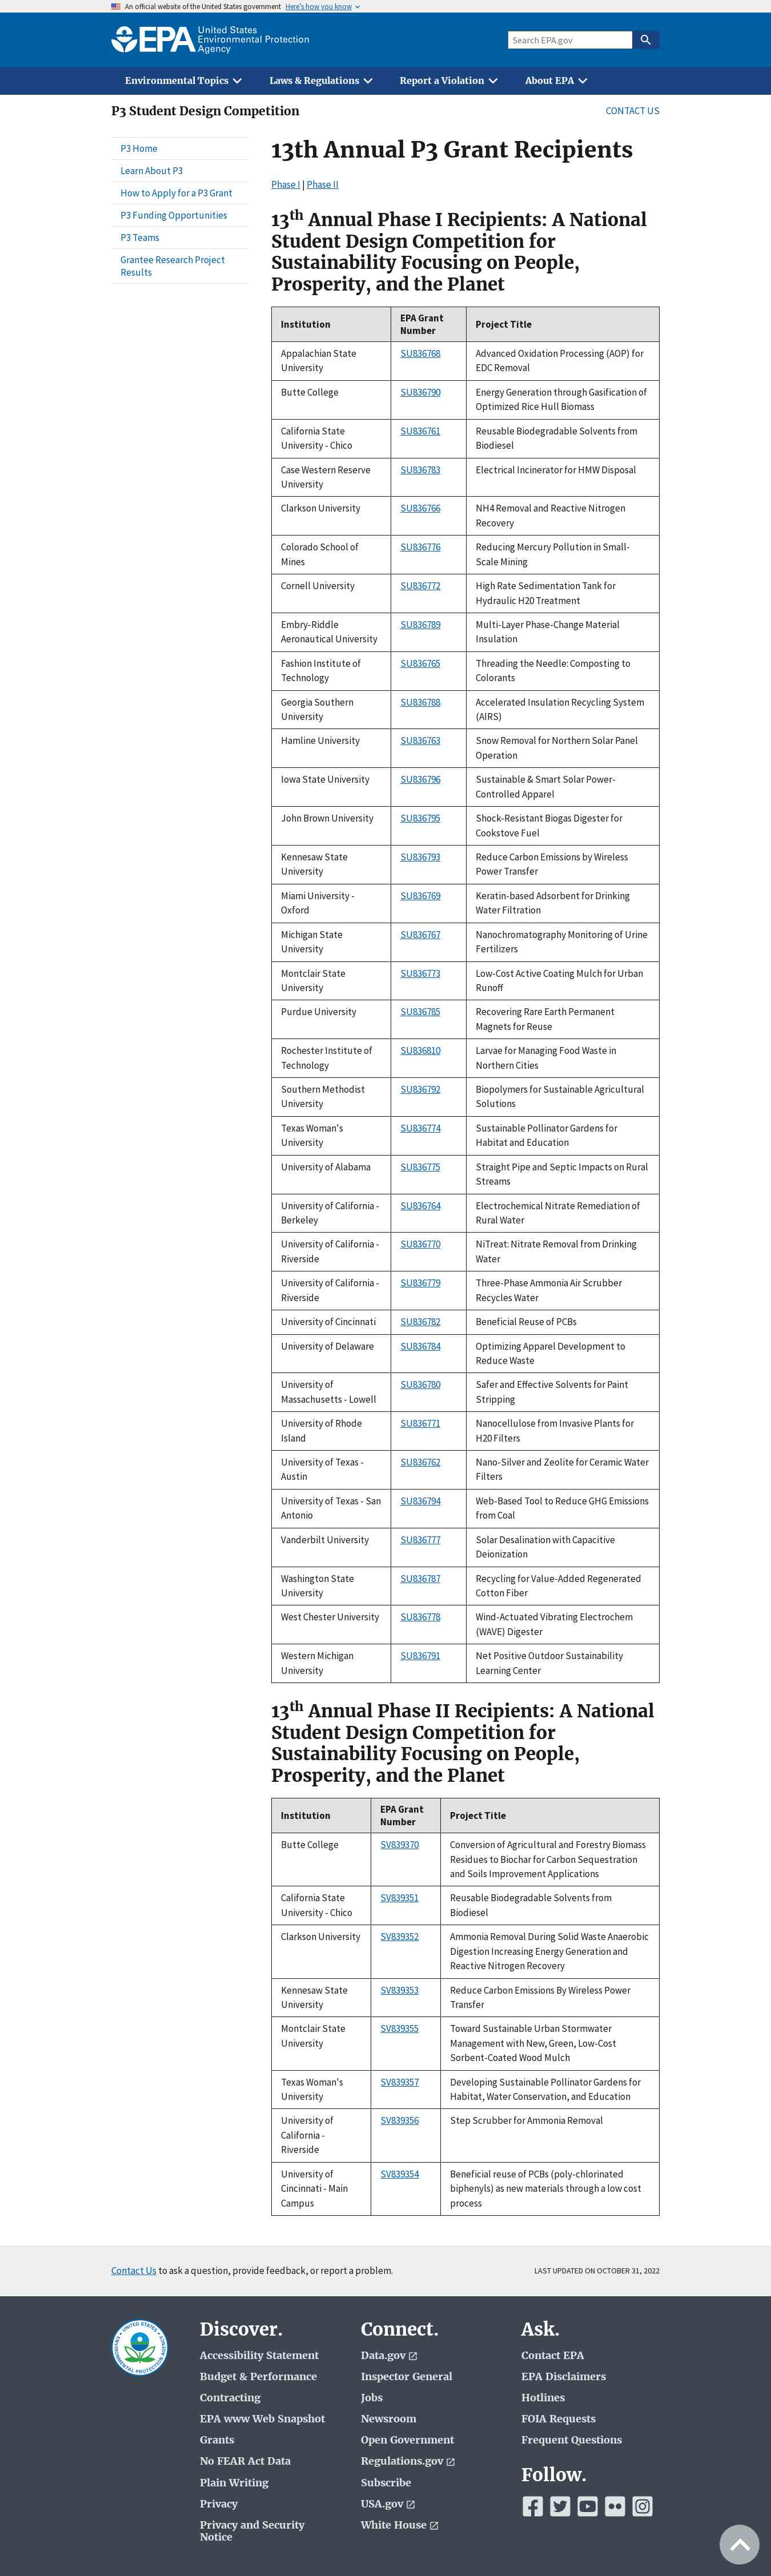 An official website of the United States government Here's how you know
EPA United States
Environmental Protection
Agency
Search EPA.gov
Environmental Topics Laws & Regulations Report a Violation About EPA
P3 Student Design Competition CONTACT US
P3 Home
Learn About P3
How to Apply for a P3 Grant
P3 Funding Opportunities
P3 Teams
Grantee Research Project
Results
13th Annual P3 Grant Recipients
Phase I | Phase II
13th Annual Phase I Recipients: A National
Student Design Competition for
Sustainability Focusing on People,
Prosperity, and the Planet
Institution EPA Grant Number Project Title
Appalachian State University SU836768 Advanced Oxidation Processing (AOP) for EDC Removal
Butte College SU836790 Energy Generation through Gasification of Optimized Rice Hull Biomass
California State University - Chico SU836761 Reusable Biodegradable Solvents from Biodiesel
Case Western Reserve University SU836783 Electrical Incinerator for HMW Disposal
Clarkson University SU836766 NH4 Removal and Reactive Nitrogen Recovery
Colorado School of Mines SU836776 Reducing Mercury Pollution in Small-Scale Mining
Cornell University SU836772 High Rate Sedimentation Tank for Hydraulic H20 Treatment
Embry-Riddle Aeronautical University SU836789 Multi-Layer Phase-Change Material Insulation
Fashion Institute of Technology SU836765 Threading the Needle: Composting to Colorants
Georgia Southern University SU836788 Accelerated Insulation Recycling System (AIRS)
Hamline University SU836763 Snow Removal for Northern Solar Panel Operation
Iowa State University SU836796 Sustainable & Smart Solar Power-Controlled Apparel
John Brown University SU836795 Shock-Resistant Biogas Digester for Cookstove Fuel
Kennesaw State University SU836793 Reduce Carbon Emissions by Wireless Power Transfer
Miami University - Oxford SU836769 Keratin-based Adsorbent for Drinking Water Filtration
Michigan State University SU836767 Nanochromatography Monitoring of Urine Fertilizers
Montclair State University SU836773 Low-Cost Active Coating Mulch for Urban Runoff
Purdue University SU836785 Recovering Rare Earth Permanent Magnets for Reuse
Rochester Institute of Technology SU836810 Larvae for Managing Food Waste in Northern Cities
Southern Methodist University SU836792 Biopolymers for Sustainable Agricultural Solutions
Texas Woman's University SU836774 Sustainable Pollinator Gardens for Habitat and Education
University of Alabama SU836775 Straight Pipe and Septic Impacts on Rural Streams
University of California - Berkeley SU836764 Electrochemical Nitrate Remediation of Rural Water
University of California - Riverside SU836770 NiTreat: Nitrate Removal from Drinking Water
University of California - Riverside SU836779 Three-Phase Ammonia Air Scrubber Recycles Water
University of Cincinnati SU836782 Beneficial Reuse of PCBs
University of Delaware SU836784 Optimizing Apparel Development to Reduce Waste
University of Massachusetts - Lowell SU836780 Safer and Effective Solvents for Paint Stripping
University of Rhode Island SU836771 Nanocellulose from Invasive Plants for H20 Filters
University of Texas - Austin SU836762 Nano-Silver and Zeolite for Ceramic Water Filters
University of Texas - San Antonio SU836794 Web-Based Tool to Reduce GHG Emissions from Coal
Vanderbilt University SU836777 Solar Desalination with Capacitive Deionization
Washington State University SU836787 Recycling for Value-Added Regenerated Cotton Fiber
West Chester University SU836778 Wind-Actuated Vibrating Electrochem (WAVE) Digester
Western Michigan University SU836791 Net Positive Outdoor Sustainability Learning Center
13th Annual Phase II Recipients: A National
Student Design Competition for
Sustainability Focusing on People,
Prosperity, and the Planet
Institution EPA Grant Number Project Title
Butte College SV839370 Conversion of Agricultural and Forestry Biomass Residues to Biochar for Carbon Sequestration and Soils Improvement Applications
California State University - Chico SV839351 Reusable Biodegradable Solvents from Biodiesel
Clarkson University SV839352 Ammonia Removal During Solid Waste Anaerobic Digestion Increasing Energy Generation and Reactive Nitrogen Recovery
Kennesaw State University SV839353 Reduce Carbon Emissions By Wireless Power Transfer
Montclair State University SV839355 Toward Sustainable Urban Stormwater Management with New, Green, Low-Cost Sorbent-Coated Wood Mulch
Texas Woman's University SV839357 Developing Sustainable Pollinator Gardens for Habitat, Water Conservation, and Education
University of California - Riverside SV839356 Step Scrubber for Ammonia Removal
University of Cincinnati - Main Campus SV839354 Beneficial reuse of PCBs (poly-chlorinated biphenyls) as new materials through a low cost process
Contact Us to ask a question, provide feedback, or report a problem. LAST UPDATED ON OCTOBER 31, 2022
UNITED STATES ENVIRONMENTAL PROTECTION AGENCY
Discover.
Accessibility Statement
Budget & Performance
Contracting
EPA www Web Snapshot
Grants
No FEAR Act Data
Plain Writing
Privacy
Privacy and Security
Notice
Connect.
Data.gov
Inspector General
Jobs
Newsroom
Open Government
Regulations.gov
Subscribe
USA.gov
White House
Ask.
Contact EPA
EPA Disclaimers
Hotlines
FOIA Requests
Frequent Questions
Follow.